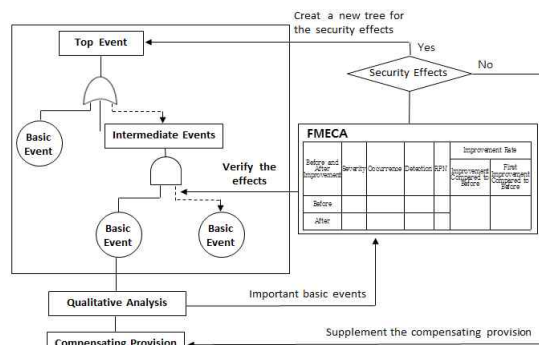 Creat a new tree for
the security effects
Top Event
Yes
No
Security Effects
Basic
Event
Intermediate Events
Verify the
effects
FMECA
Before and
After
Improvement
Severity
Occurrence
Detection
RPN
Improvement Rate
Improvement
Compared to
Before
First
Improvement
Compared to
Before
Before
After
Basic
Event
Basic
Event
Qualitative Analysis
Important basic events
Compensating Provision
Supplement the compensating provision